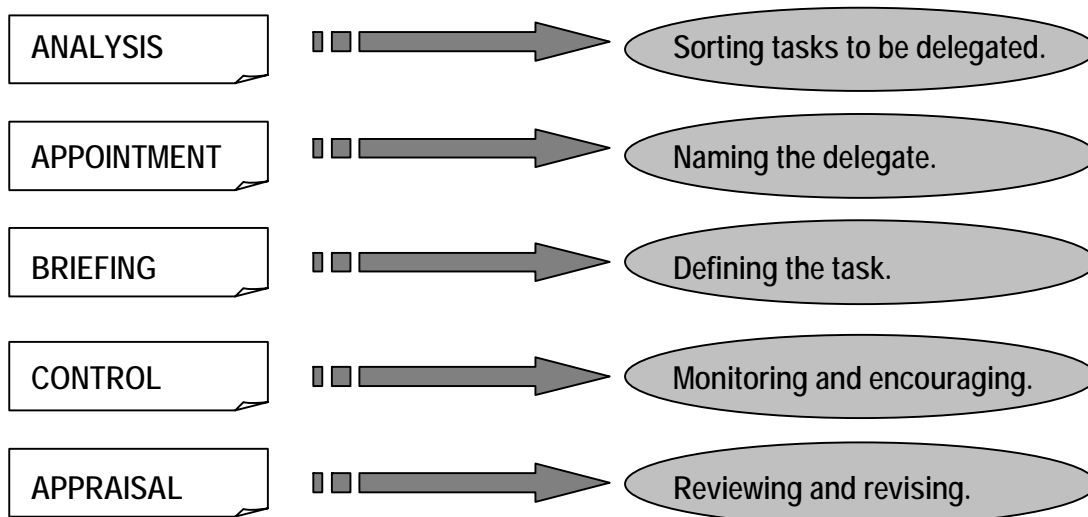 ANALYSIS
Sorting tasks to be delegated.
APPOINTMENT
Naming the delegate.
BRIEFING
Defining the task.
CONTROL
Monitoring and encouraging.
APPRAISAL
Reviewing and revising.